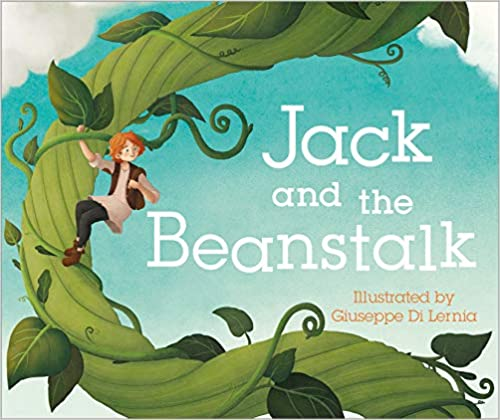 Jack
and the
Beanstalk
Illustrated by
Giuseppe Di Lernia